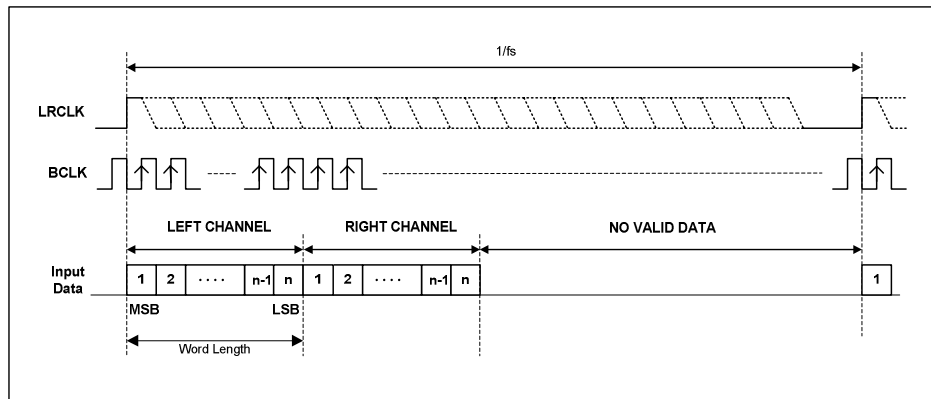 1/fs
LRCLK
BCLK
LEFT CHANNEL RIGHT CHANNEL NO VALID DATA
Input
Data
1 2 · · · · n-1 n 1 2 · · · · n-1 n 1
MSB LSB
Word Length